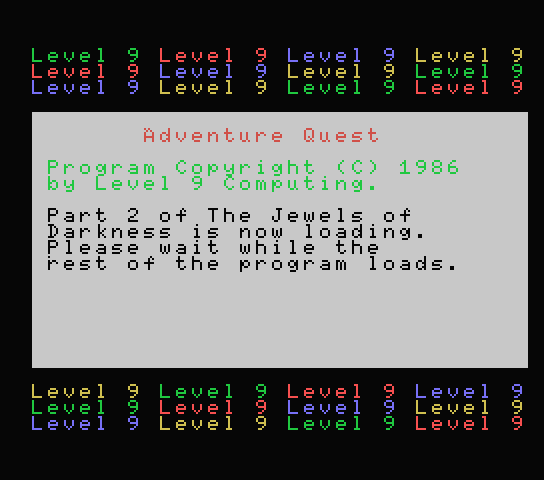 Level 9 Level 9 Level 9 Level 9
Level 9 Level 9 Level 9 Level 9
Level 9 Level 9 Level 9 Level 9
Adventure Quest
Program Copyright (C) 1986
by Level 9 Computing.
Part 2 of The Jewels of
Darkness is now loading.
Please wait while the
rest of the program loads.
Level 9 Level 9 Level 9 Level 9
Level 9 Level 9 Level 9 Level 9
Level 9 Level 9 Level 9 Level 9